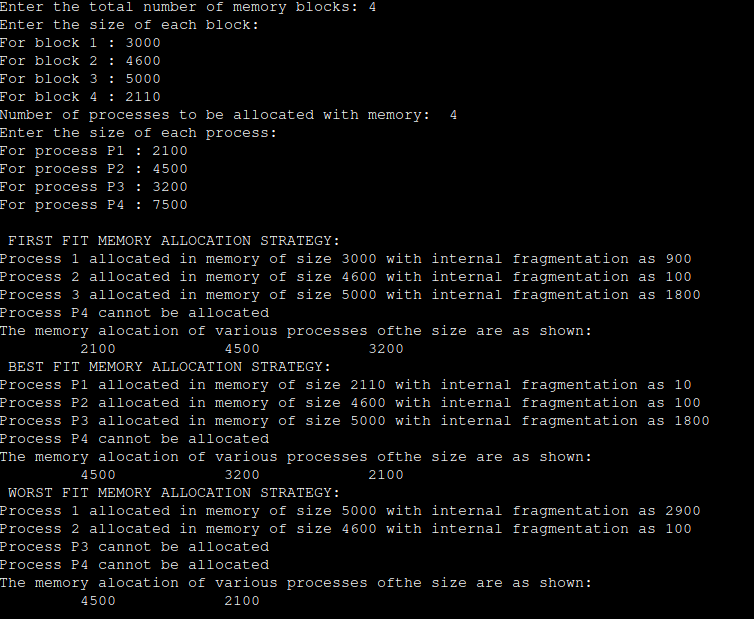 Enter the total number of memory blocks: 4
Enter the size of each block:
For block 1 : 3000
For block 2 : 4600
For block 3 : 5000
For block 4 : 2110
Number of processes to be allocated with memory:  4
Enter the size of each process:
For process P1 : 2100
For process P2 : 4500
For process P3 : 3200
For process P4 : 7500
FIRST FIT MEMORY ALLOCATION STRATEGY:
Process 1 allocated in memory of size 3000 with internal fragmentation as 900
Process 2 allocated in memory of size 4600 with internal fragmentation as 100
Process 3 allocated in memory of size 5000 with internal fragmentation as 1800
Process P4 cannot be allocated
The memory alocation of various processes ofthe size are as shown:
2100 4500 3200
BEST FIT MEMORY ALLOCATION STRATEGY:
Process P1 allocated in memory of size 2110 with internal fragmentation as 10
Process P2 allocated in memory of size 4600 with internal fragmentation as 100
Process P3 allocated in memory of size 5000 with internal fragmentation as 1800
Process P4 cannot be allocated
The memory alocation of various processes ofthe size are as shown:
4500 3200 2100
WORST FIT MEMORY ALLOCATION STRATEGY:
Process 1 allocated in memory of size 5000 with internal fragmentation as 2900
Process 2 allocated in memory of size 4600 with internal fragmentation as 100
Process P3 cannot be allocated
Process P4 cannot be allocated
The memory alocation of various processes ofthe size are as shown:
4500 2100